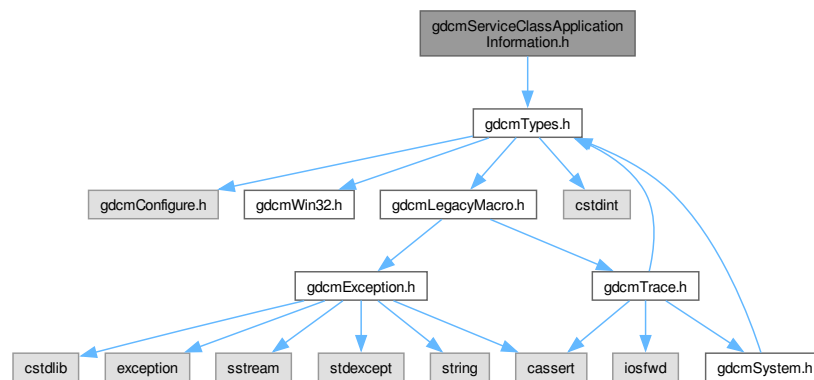 gdcmServiceClassApplication
Information.h
gdcmTypes.h
gdcmConfigure.h
gdcmWin32.h
gdcmLegacyMacro.h
cstdint
gdcmException.h
gdcmTrace.h
cstdlib
exception
sstream
stdexcept
string
cassert
iosfwd
gdcmSystem.h